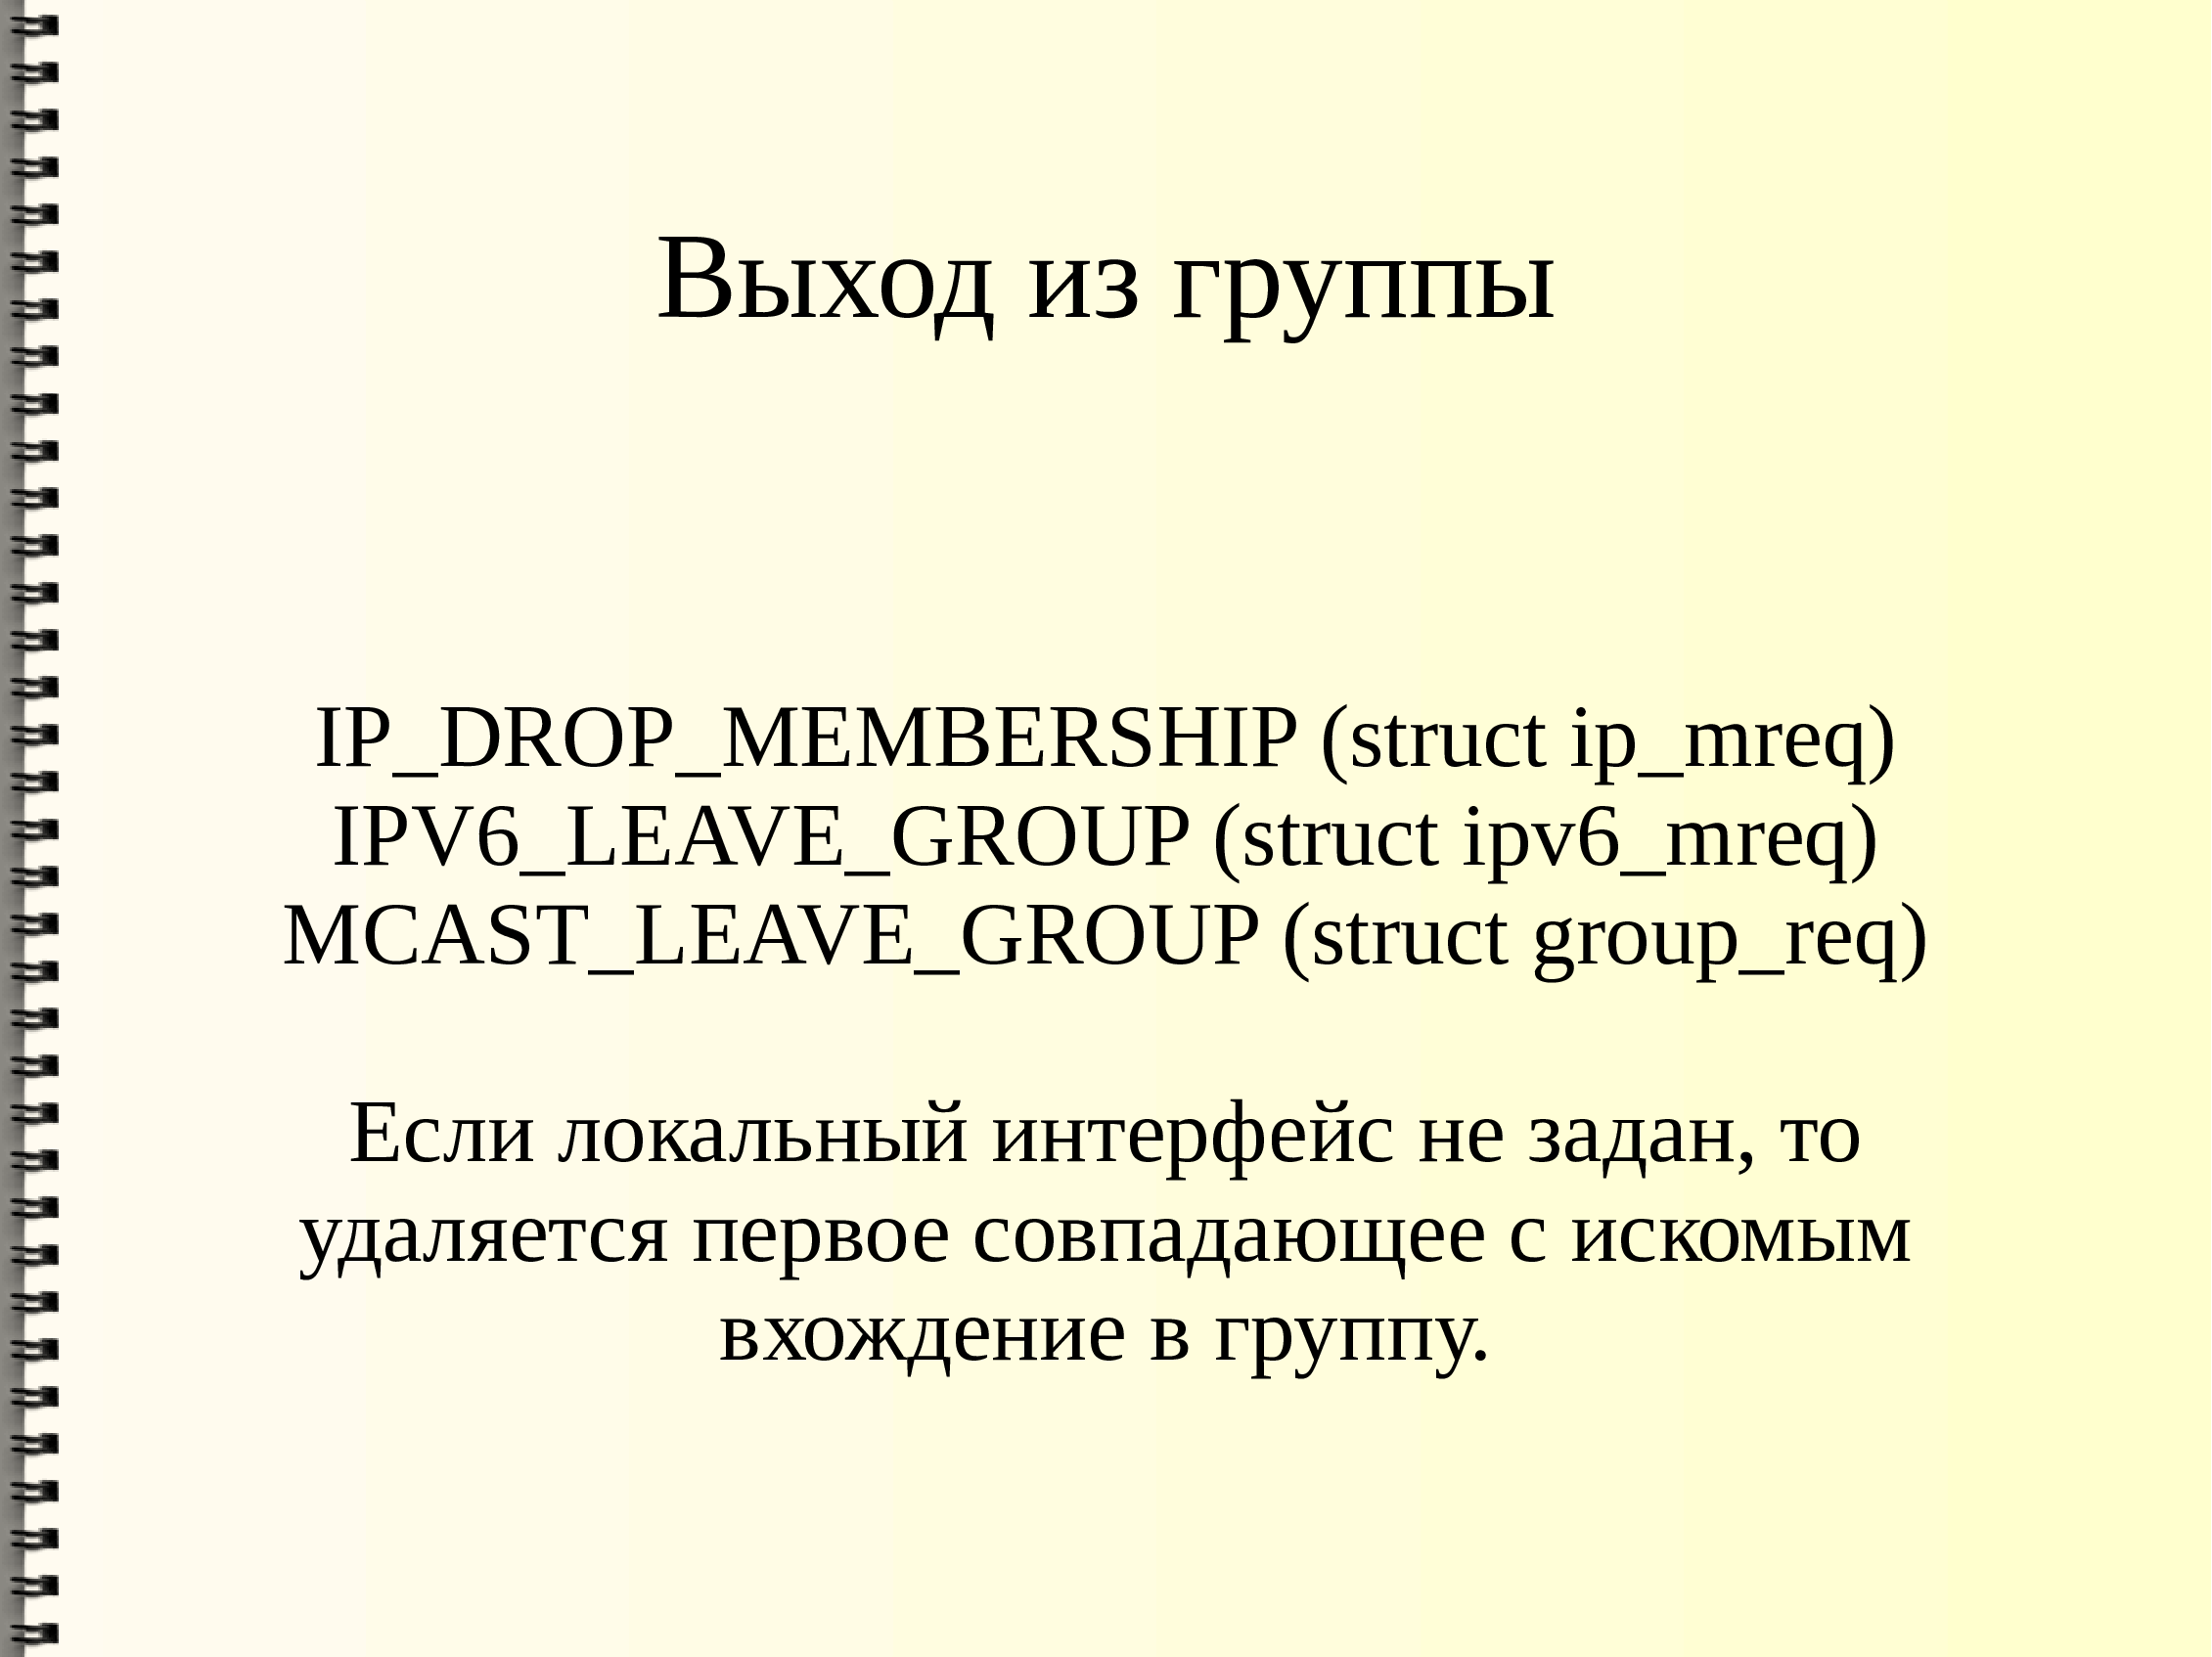 Выход из группы
IP_DROP_MEMBERSHIP (struct ip_mreq)
IPV6_LEAVE_GROUP (struct ipv6_mreq)
MCAST_LEAVE_GROUP (struct group_req)
Если локальный интерфейс не задан, то
удаляется первое совпадающее с искомым
вхождение в группу.